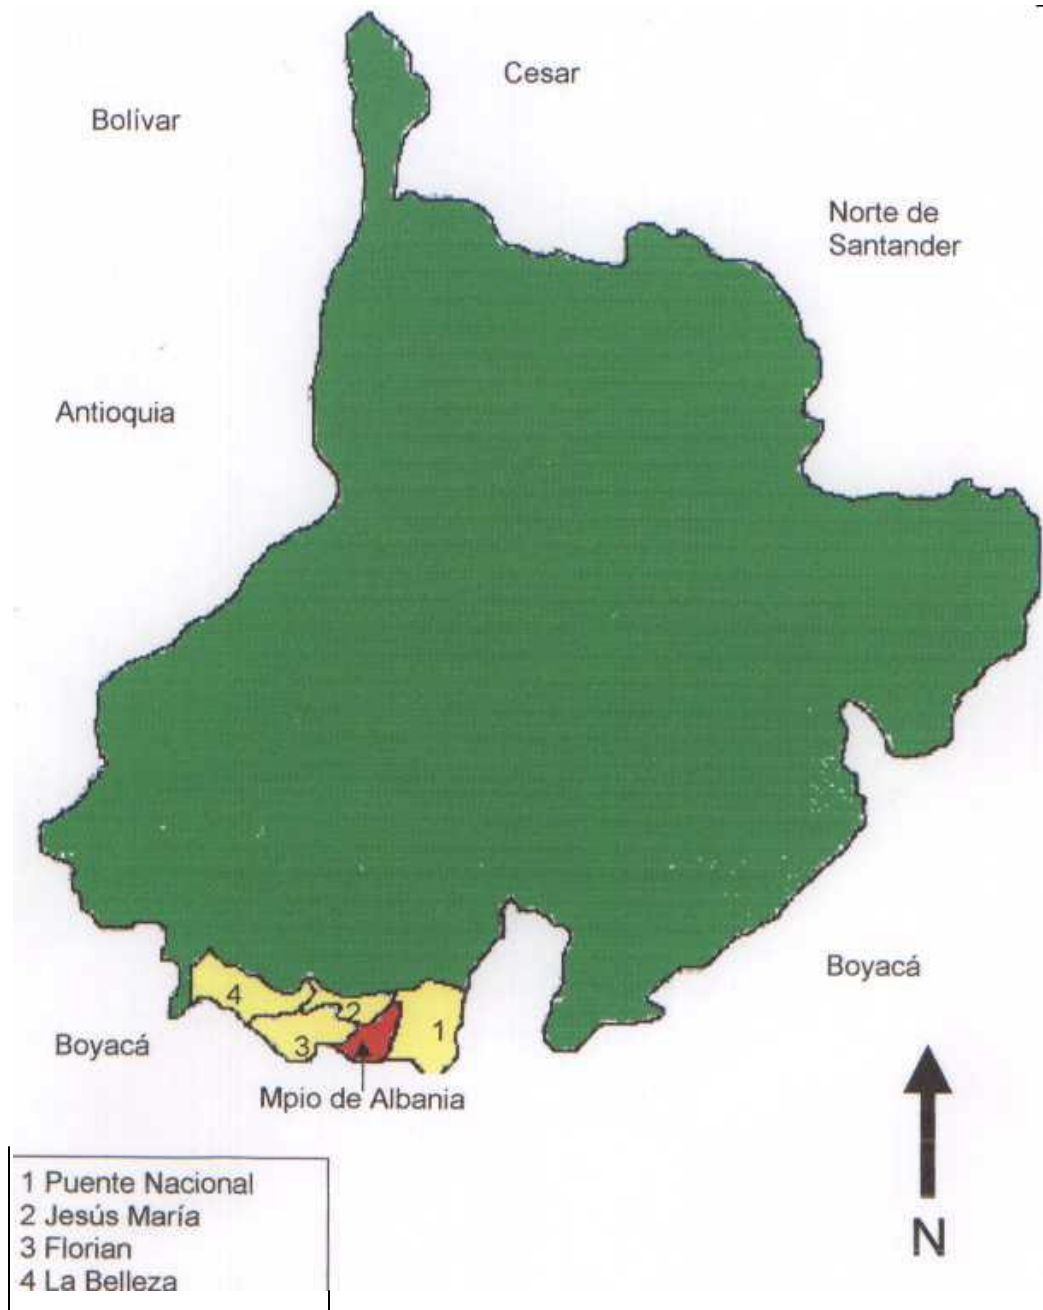 Cesar
Bolívar
Norte de
Santander
Antioquia
Boyacá
4
2
1
3
Boyacá
Mpio de Albania
N
1 Puente Nacional
2 Jesús María
3 Florian
4 La Belleza